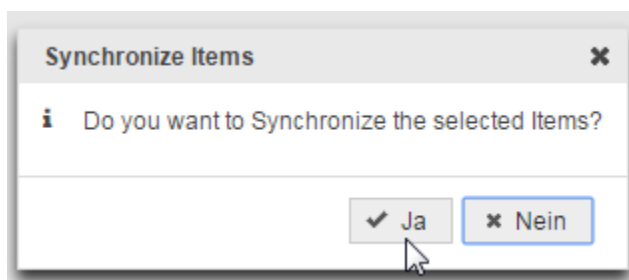 Synchronize Items
Do you want to Synchronize the selected Items?
Ja Nein